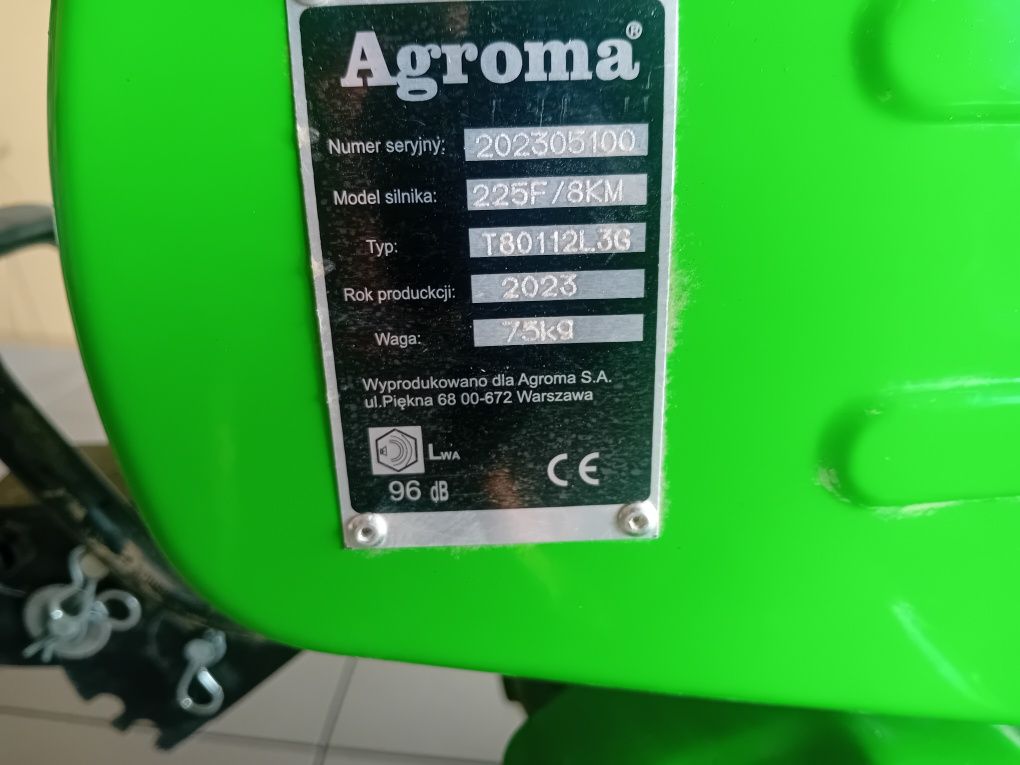 Agroma®
Numer seryjny: 202305100
Model silnika: 225F/8KM
Typ: T80112L3G
Rok produckcji: 2023
Waga: 73kg
Wyprodukowano dla Agroma S.A.
ul.Piękna 68 00-672 Warszawa
LWA
96 dB
CE